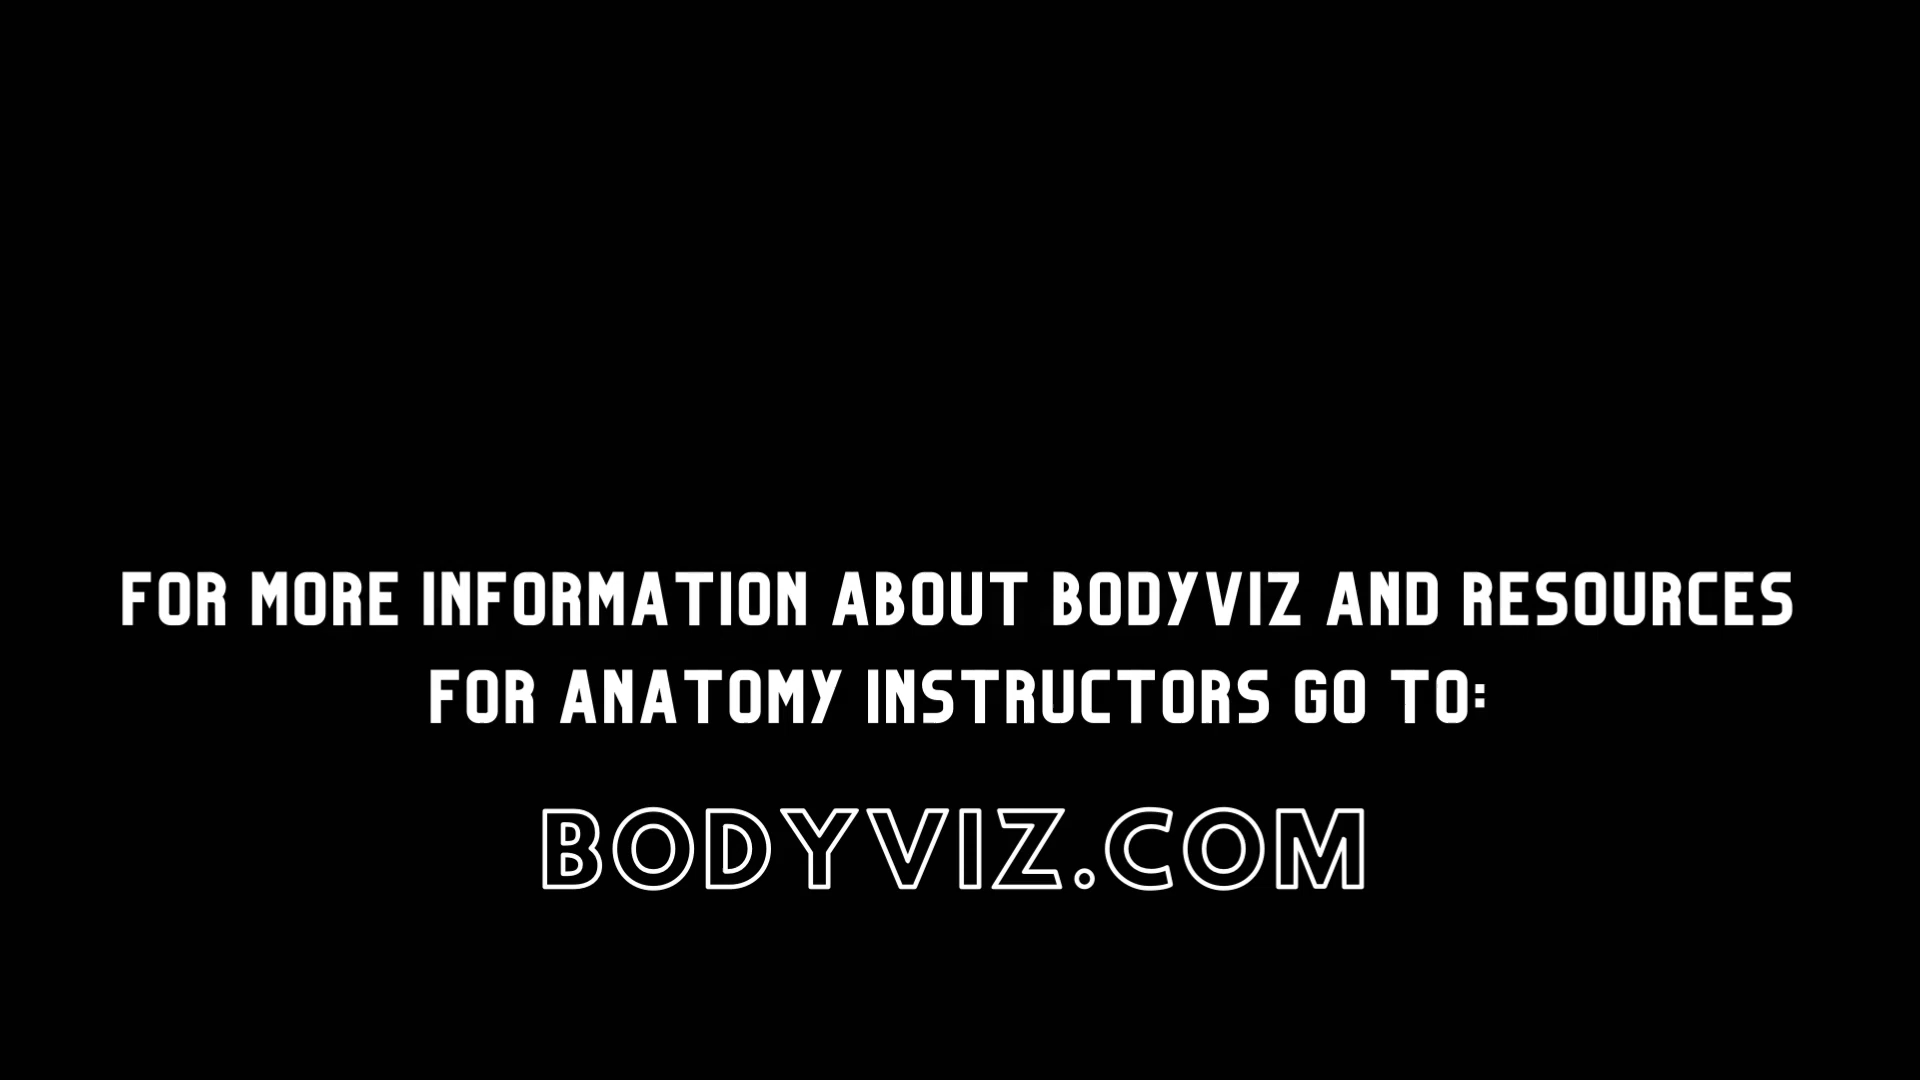 FOR MORE INFORMATION ABOUT BODYVIZ AND RESOURCES
FOR ANATOMY INSTRUCTORS GO TO:
BODYVIZ.COM